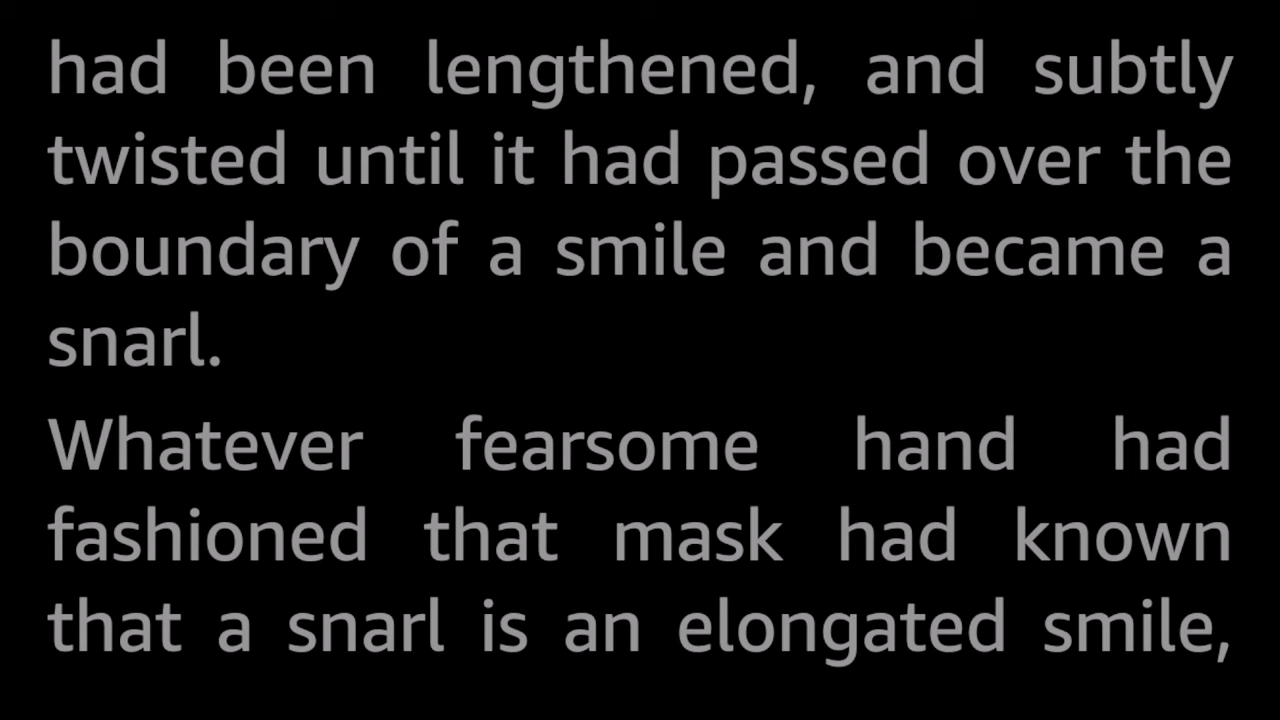 had been lengthened, and subtly
twisted until it had passed over the
boundary of a smile and became a
snarl.
Whatever fearsome hand had
fashioned that mask had known
that a snarl is an elongated smile,